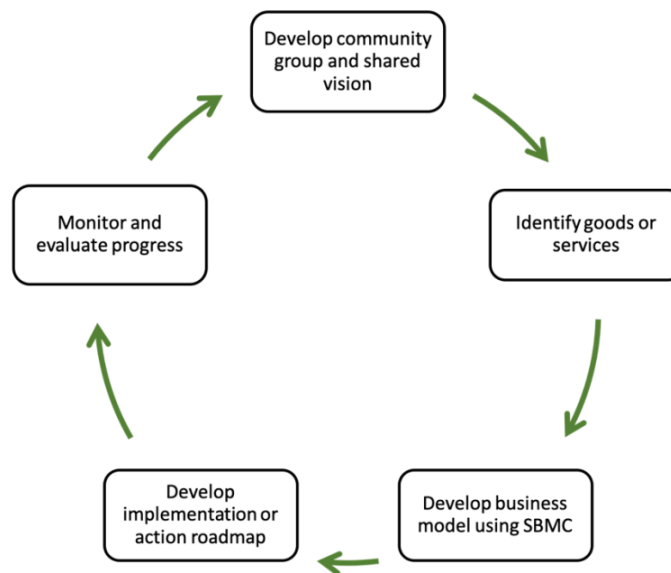 Develop community
group and shared
vision
Identify goods or
services
Develop business
model using SBMC
Develop
implementation or
action roadmap
Monitor and
evaluate progress